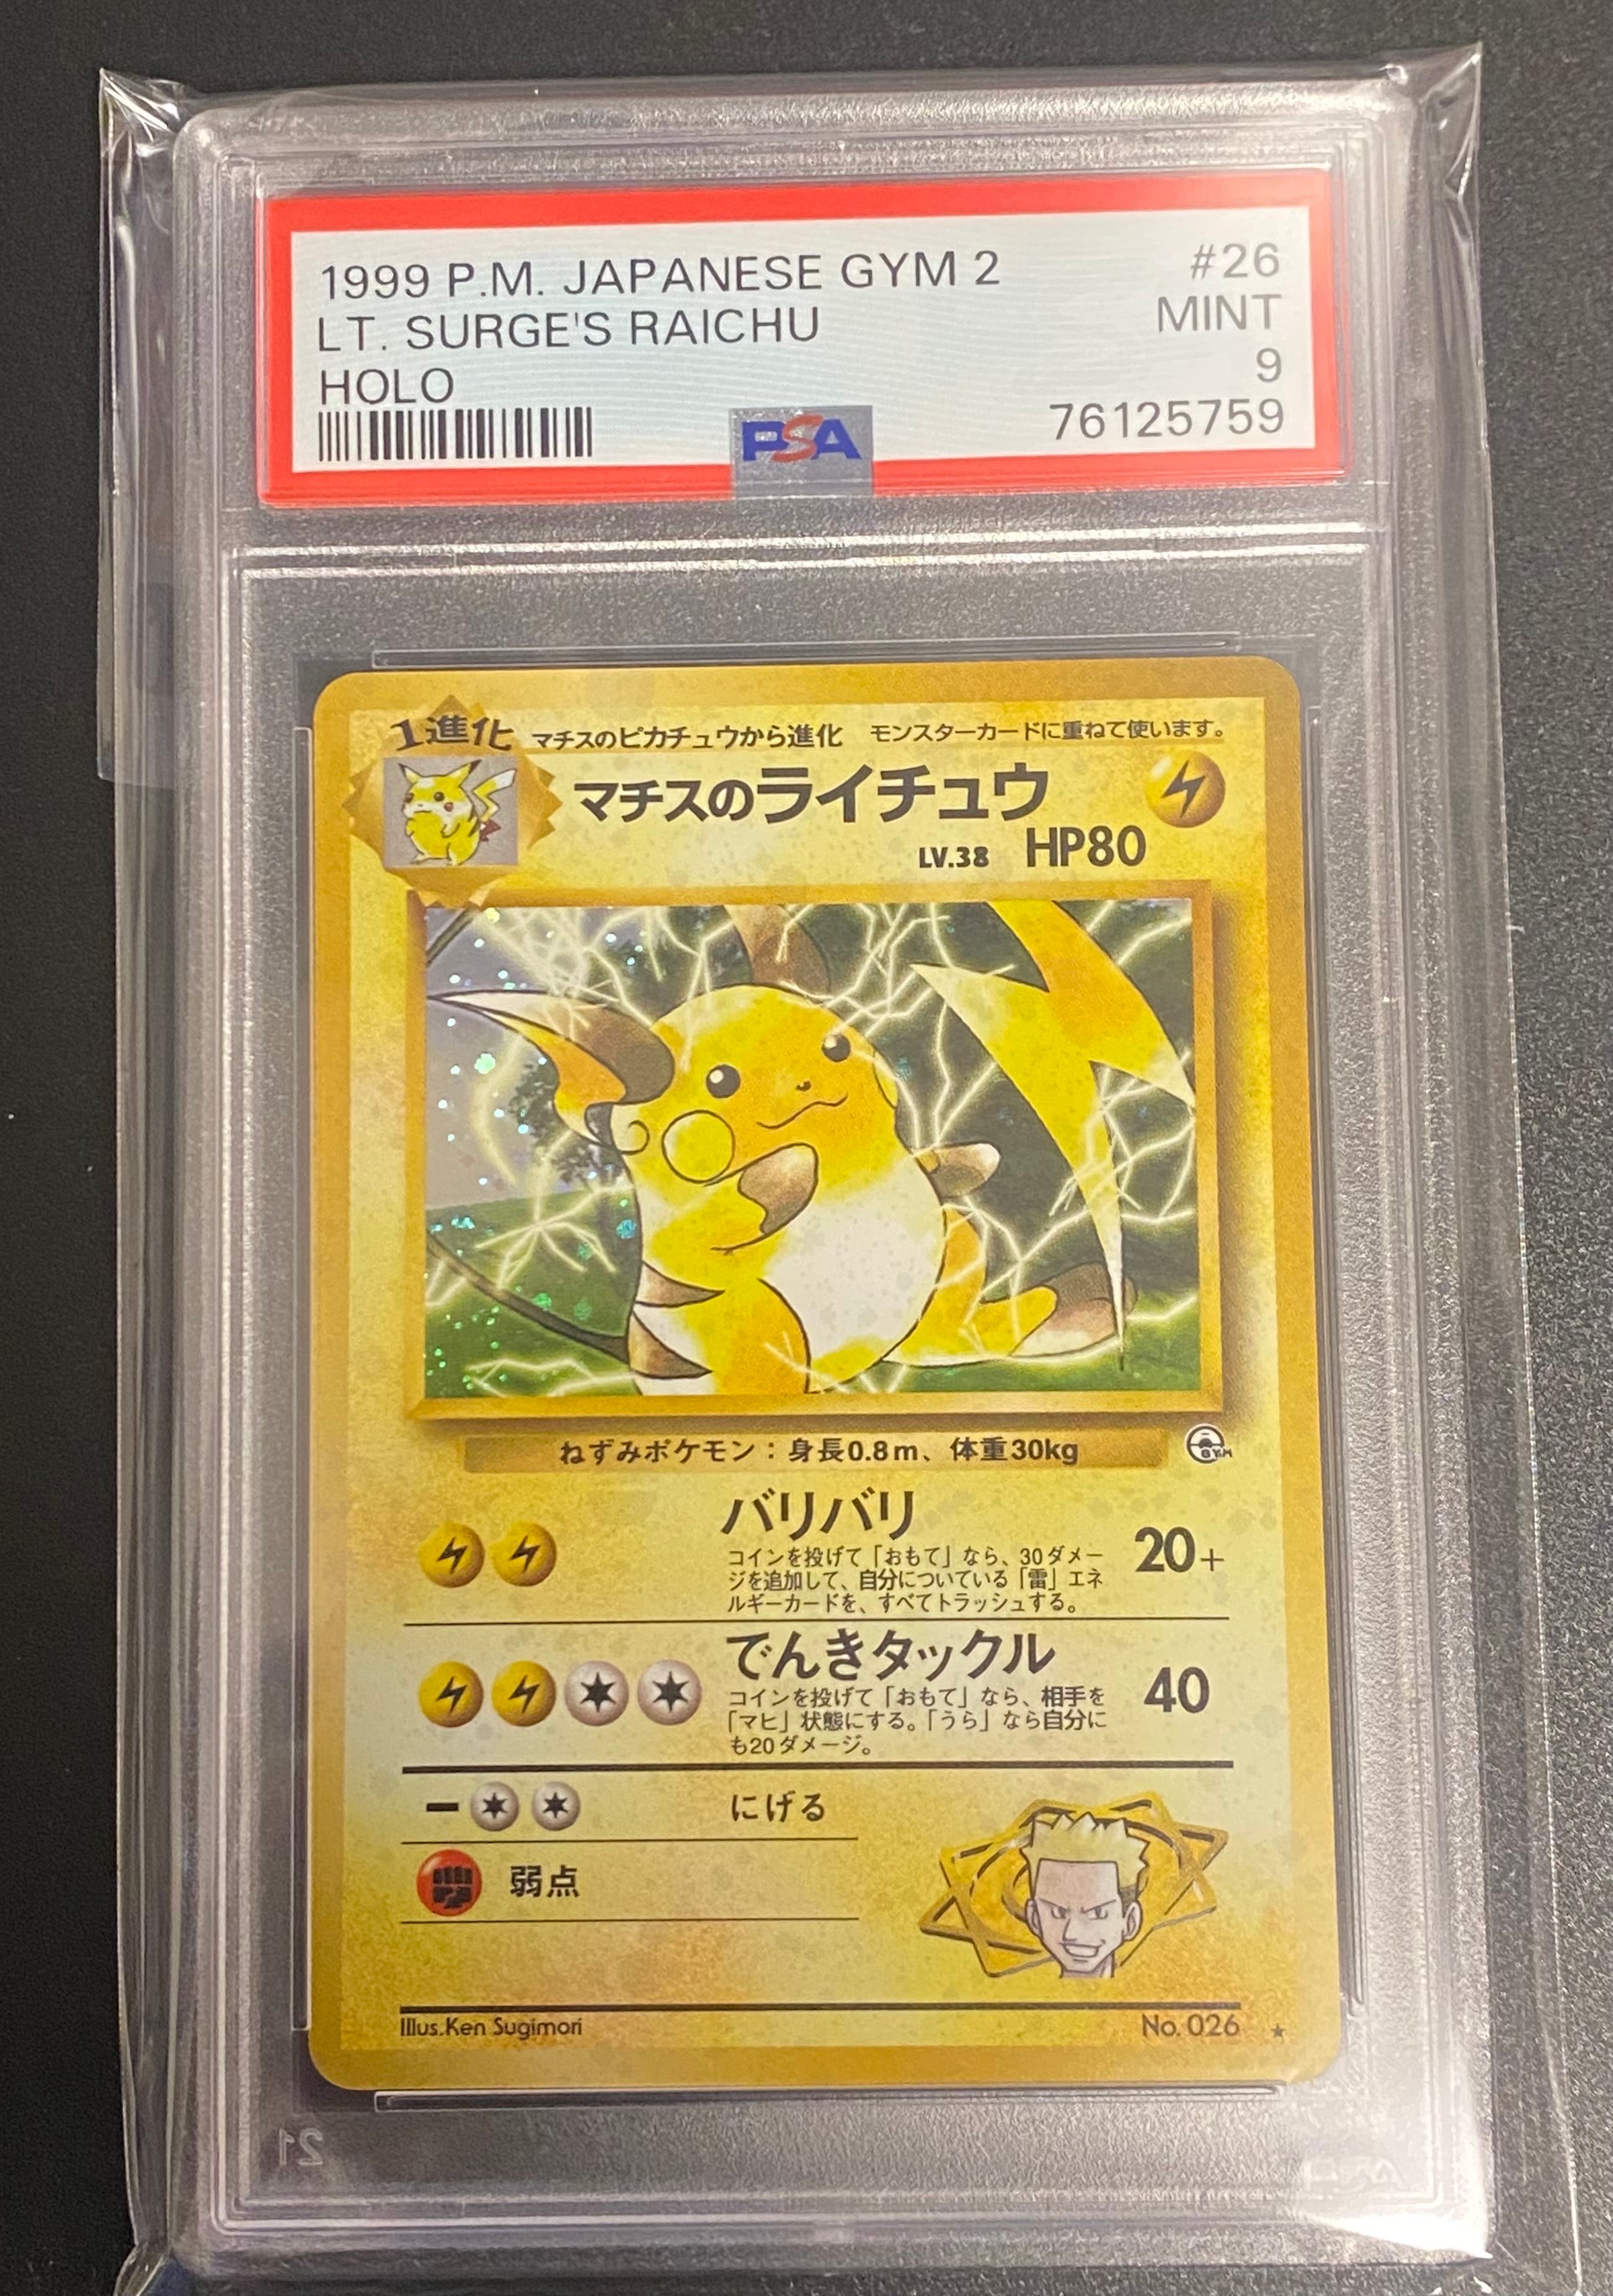 1999 P.M. JAPANESE GYM 2 #26
LT. SURGE'S RAICHU MINT
HOLO 9
PSA 76125759
1進化 マチスのピカチュウから進化 モンスターカードに重ねて使います。
マチスのライチュウ
LV.38 HP80
ねずみポケモン：身長0.8m、体重30kg
GYM
バリバリ
コインを投げて「おもて」なら、30ダメー
ジを追加して、自分についている「雷」エネ
ルギーカードを、すべてトラッシュする。
20+
でんきタックル
コインを投げて「おもて」なら、相手を
「マヒ」状態にする。「うら」なら自分に
も20ダメージ。
40
にげる
弱点
Illus.Ken Sugimori No. 026 ★
21
PSA